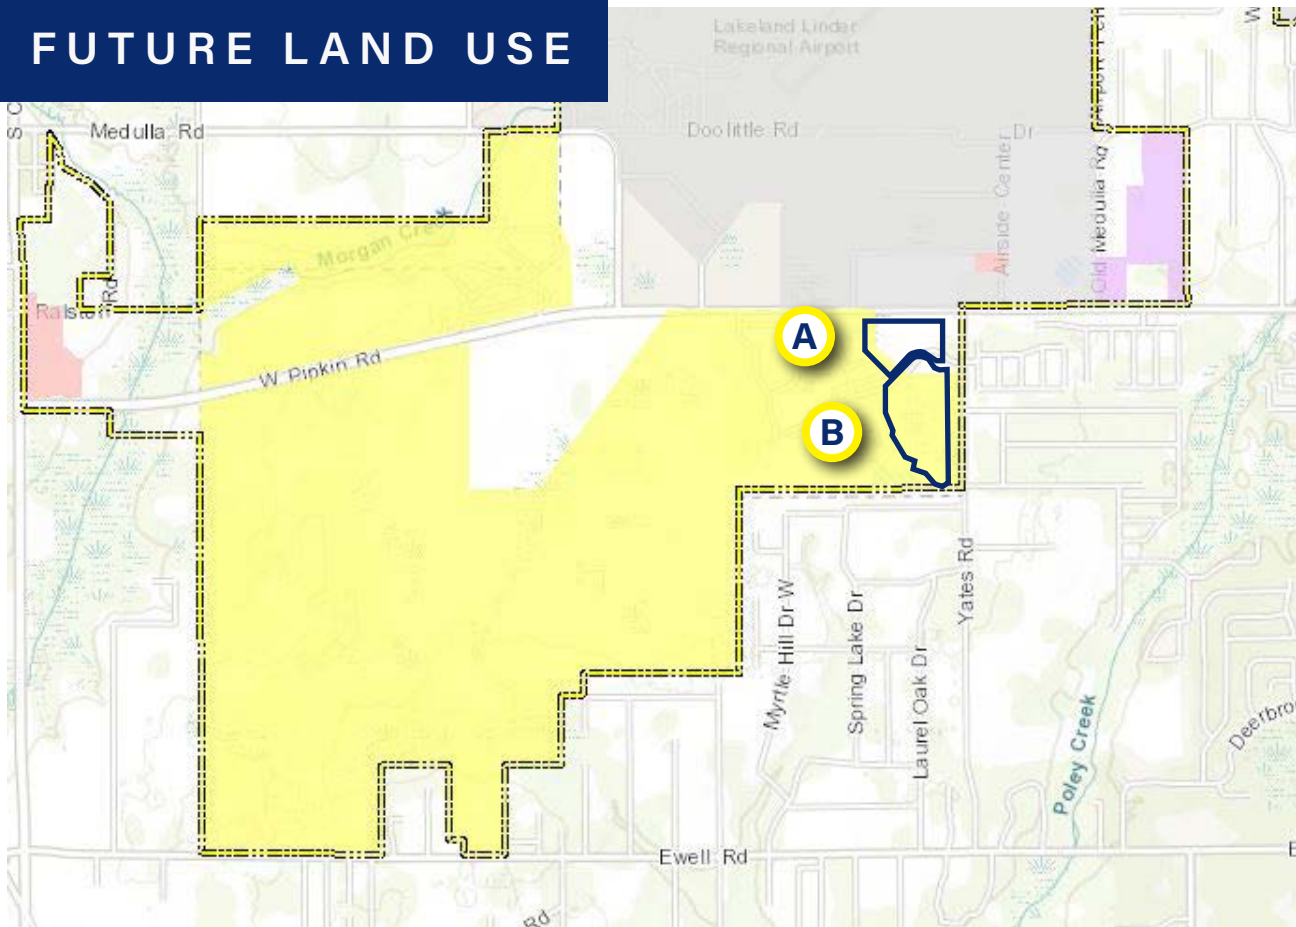 FUTURE LAND USE
Lakeland Linder
Regional Airport
Medulla Rd
Doolittle Rd
Dr
Airside Center
Old Medulla Rd
Morgan Creek
Ralston Rd
W Pipkin Rd
A
B
Myrtle Hill Dr W
Spring Lake Dr
Laurel Oak Dr
Yates Rd
Poley Creek
Deerbro
Ewell Rd
E
Rd
S C
W